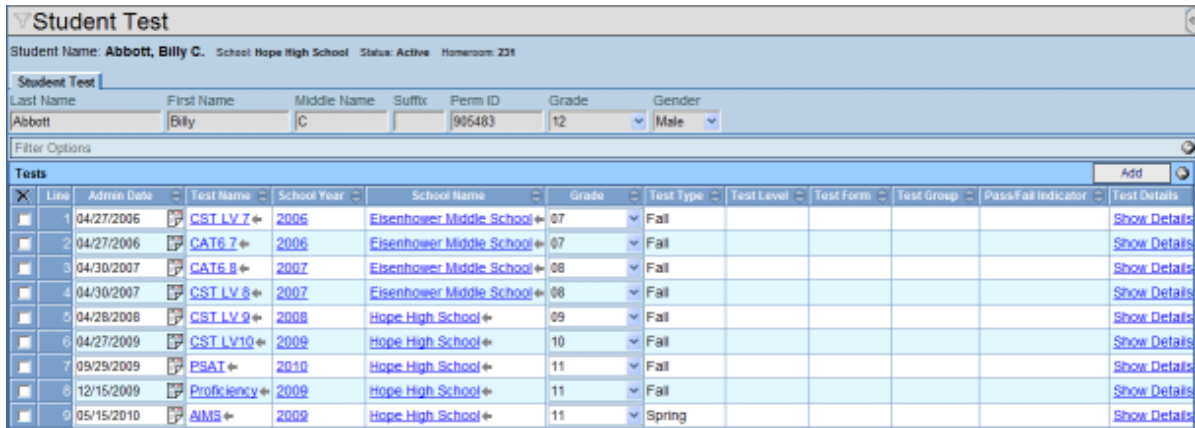 Student Test
Student Name: Abbott, Billy C. School: Hope High School Status: Active Homeroom: 231
Student Test
Last Name First Name Middle Name Suffix Perm ID Grade Gender
Abbott Billy C 905483 12 Male
Filter Options
Tests Add
X Line Admin Date Test Name School Year School Name Grade Test Type Test Level Test Form Test Group Pass/Fail Indicator Test Details
1 04/27/2006 CST LV 7 2006 Eisenhower Middle School 07 Fall Show Details
2 04/27/2006 CAT6 7 2006 Eisenhower Middle School 07 Fall Show Details
3 04/30/2007 CAT6 8 2007 Eisenhower Middle School 08 Fall Show Details
4 04/30/2007 CST LV 8 2007 Eisenhower Middle School 08 Fall Show Details
5 04/28/2008 CST LV 9 2008 Hope High School 09 Fall Show Details
6 04/27/2009 CST LV10 2009 Hope High School 10 Fall Show Details
7 09/29/2009 PSAT 2010 Hope High School 11 Fall Show Details
8 12/15/2009 Proficiency 2009 Hope High School 11 Fall Show Details
9 05/15/2010 AIMS 2009 Hope High School 11 Spring Show Details